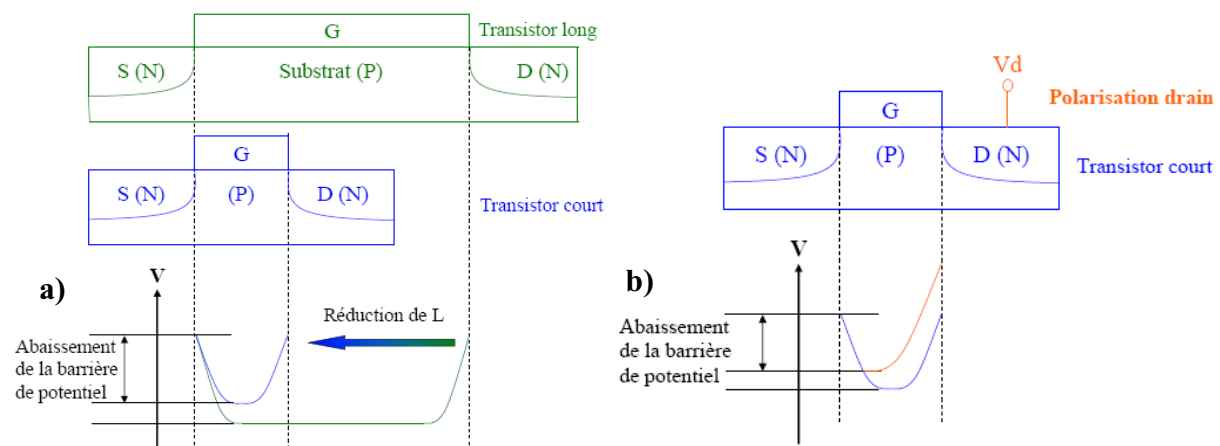 G
Transistor long
S (N)
Substrat (P)
D (N)
G
S (N)
(P)
D (N)
Transistor court
a)
V
Réduction de L
Abaissement
de la barrière
de potentiel
Vd
Polarisation drain
G
S (N)
(P)
D (N)
Transistor court
b)
V
Abaissement
de la barrière
de potentiel